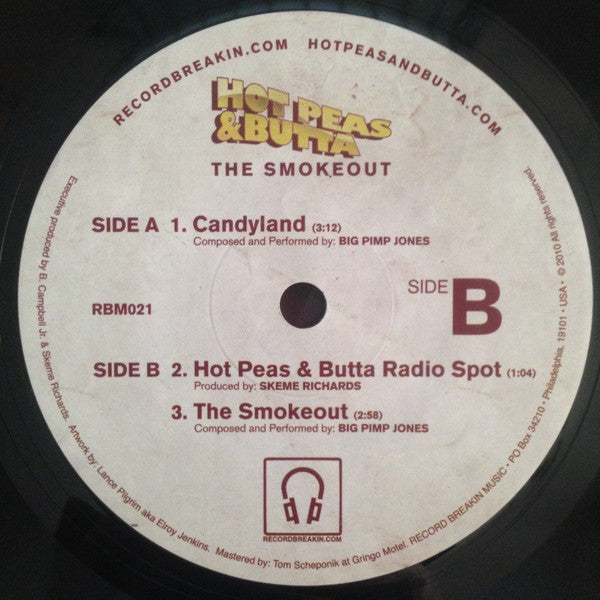 RECORDBREAKIN.COM HOTPEASANDBUTTA.COM
HOT PEAS
& BUTTA
THE SMOKEOUT
SIDE A 1. Candyland (3:12)
Composed and Performed by: BIG PIMP JONES
RBM021
SIDE B
SIDE B 2. Hot Peas & Butta Radio Spot (1:04)
Produced by: SKEME RICHARDS
3. The Smokeout (2:58)
Composed and Performed by: BIG PIMP JONES
RECORDBREAKIN.COM
Executive produced by B. Campbell Jr. & Skeme Richards. Artwork by: Lance Pilgrim aka Elroy Jenkins. Mastered by: Tom Scheponik at Gringo Motel. RECORD BREAKIN MUSIC • PO Box 34210 • Philadelphia, 19101 • USA • © 2010 All rights reserved.